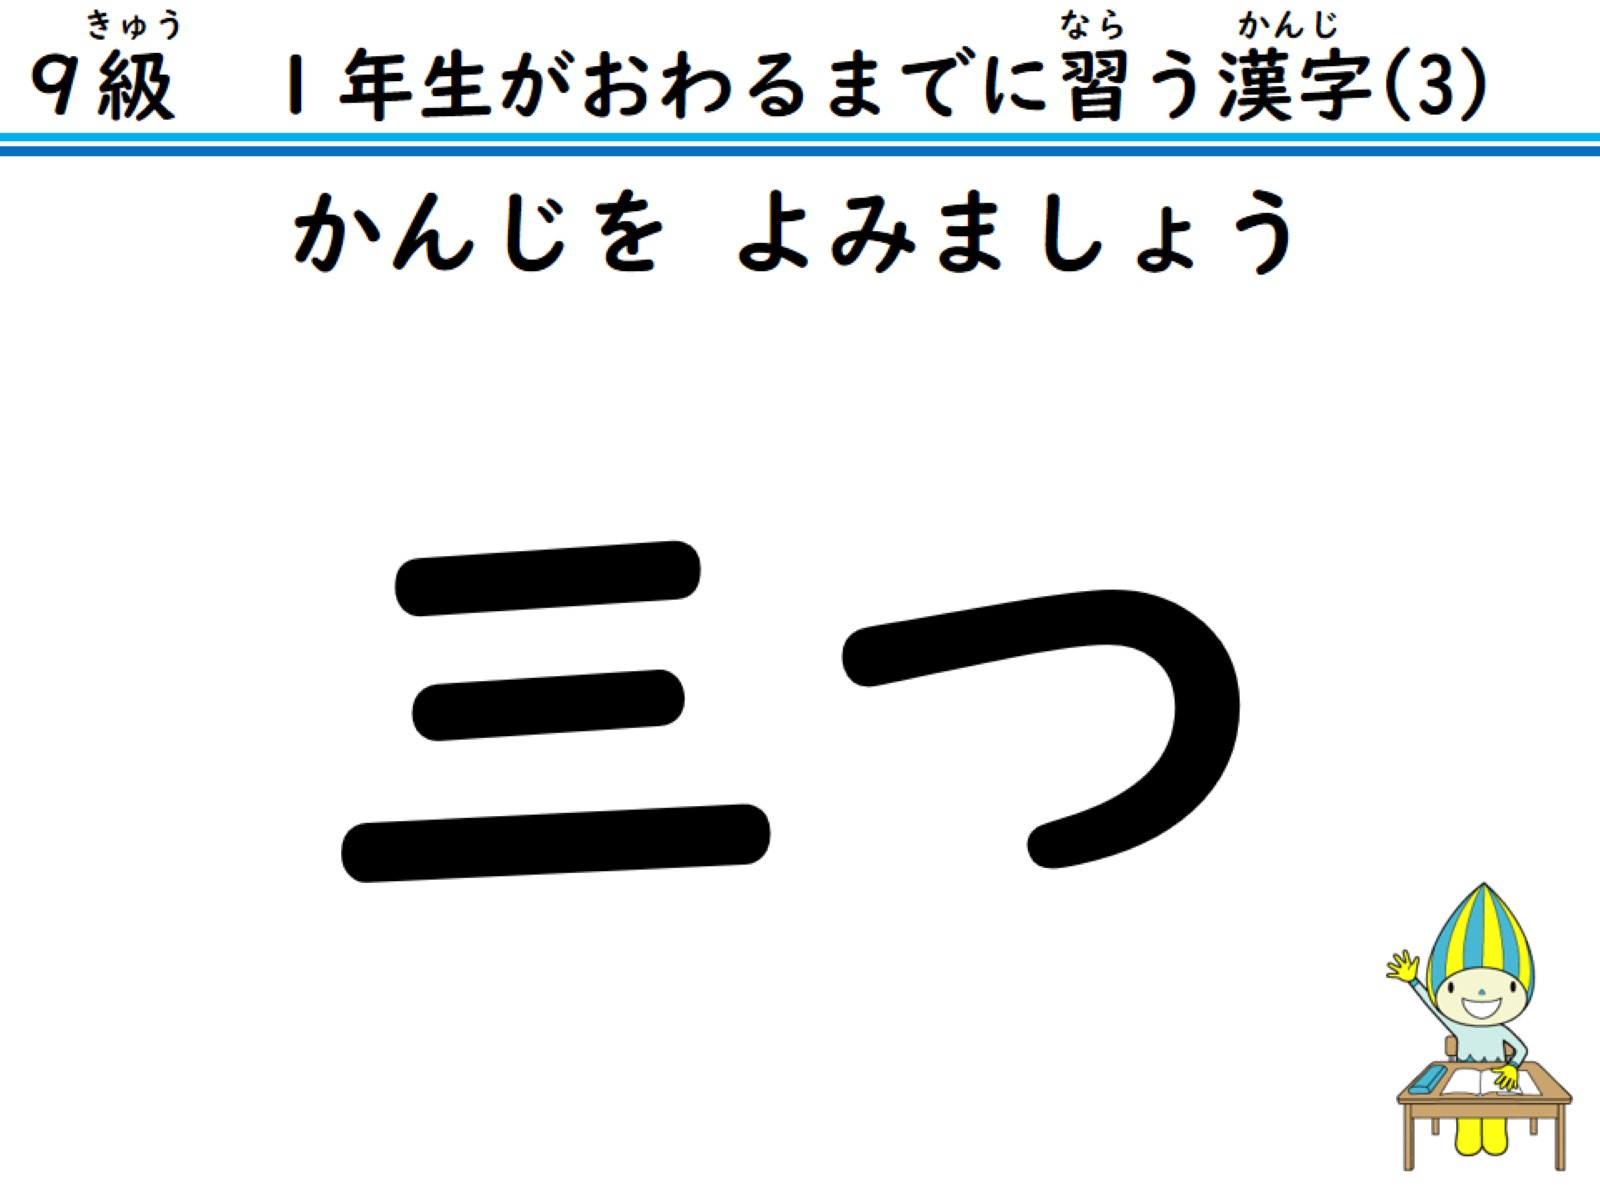 きゅう なら かんじ
9級 1年生がおわるまでに習う漢字(3)
かんじを よみましょう
三つ